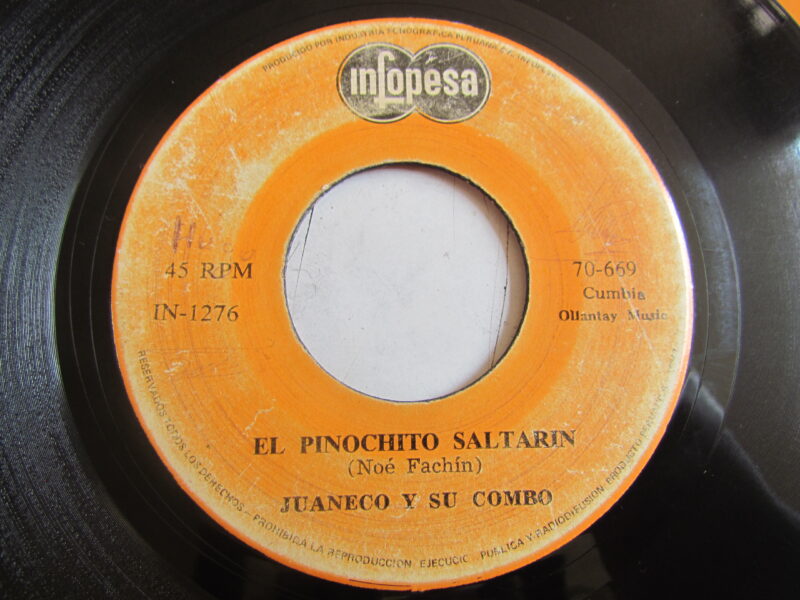 PRODUCIDO POR INDUSTRIA
infopesa
45 RPM
IN-1276
70-669
Cumbia
Ollantay Music
EL PINOCHITO SALTARIN
(Noé Fachín)
JUANECO Y SU COMBO
RESERVADOS TODOS LOS DERECHOS - PROHIBIDA LA REPRODUCCION EJECUCIC PUBLICA Y RADIODIFUSION